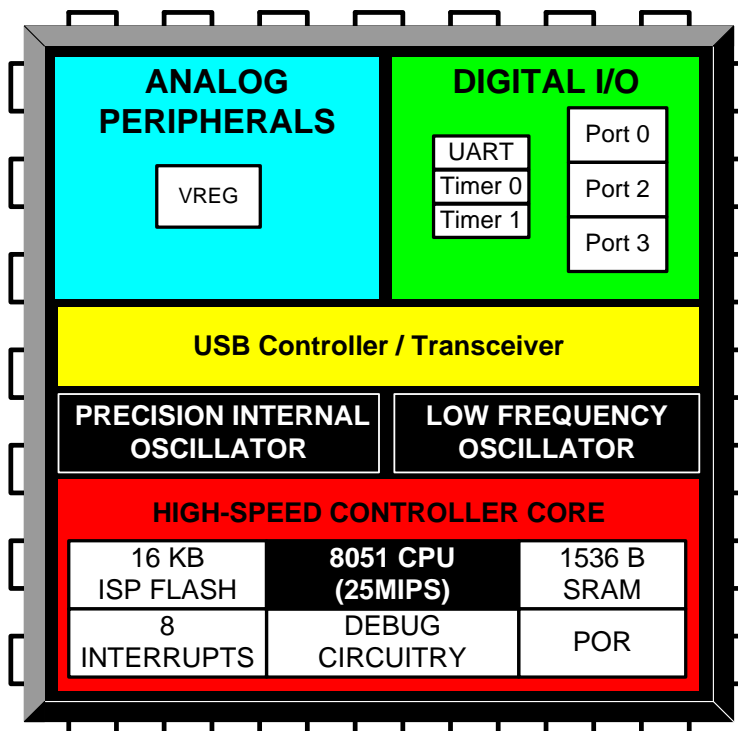 ANALOG
PERIPHERALS
VREG
DIGITAL I/O
UART
Timer 0
Timer 1
Port 0
Port 2
Port 3
USB Controller / Transceiver
PRECISION INTERNAL
OSCILLATOR
LOW FREQUENCY
OSCILLATOR
HIGH-SPEED CONTROLLER CORE
16 KB
ISP FLASH
8051 CPU
(25MIPS)
1536 B
SRAM
8
INTERRUPTS
DEBUG
CIRCUITRY
POR